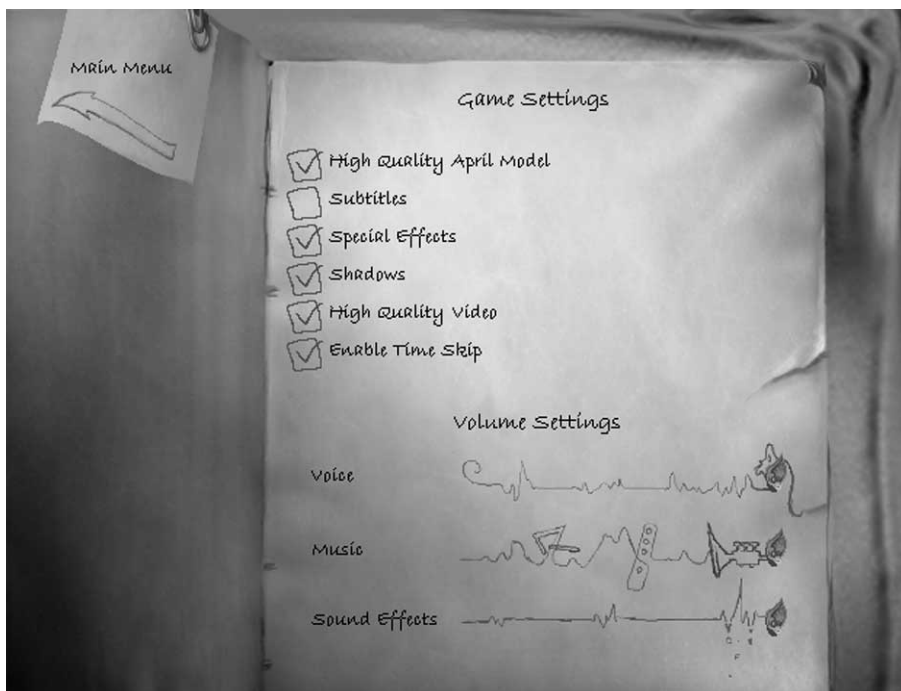 Main Menu
Game Settings
High Quality April Model
Subtitles
Special Effects
Shadows
High Quality Video
Enable Time Skip
Volume Settings
Voice
Music
Sound Effects